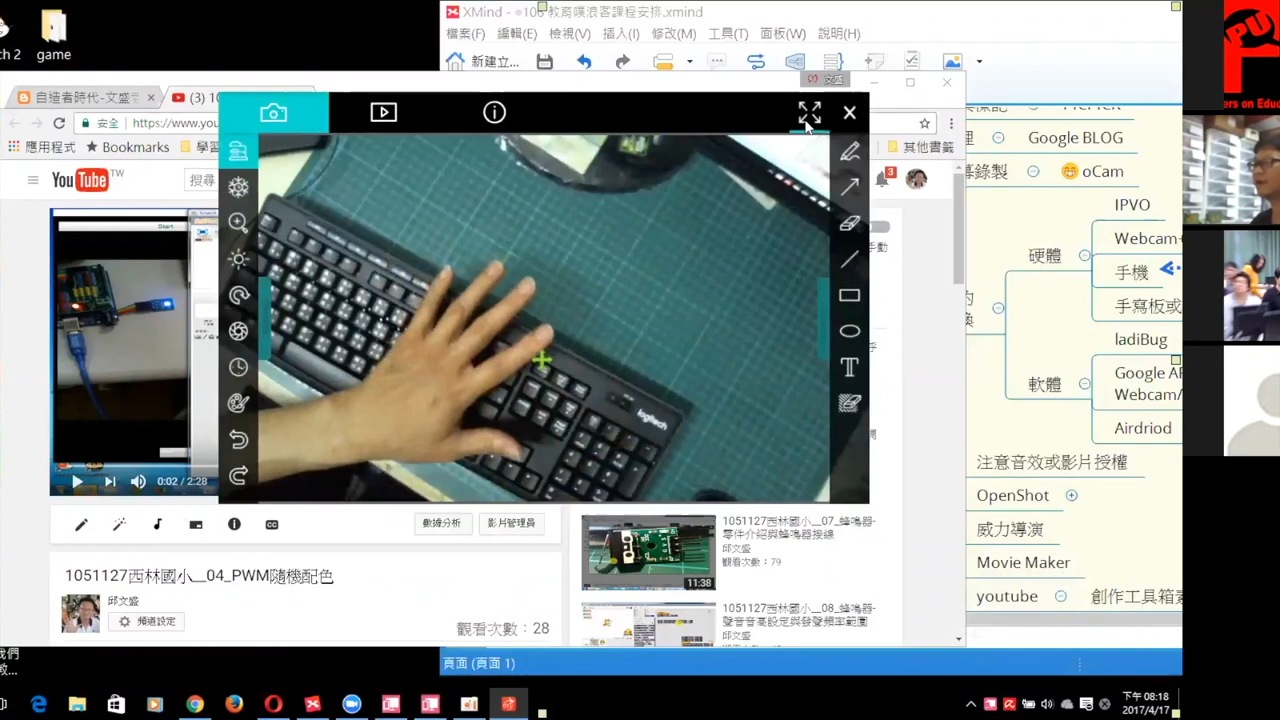 game
XMind - 教育噗浪客課程安排.xmind
檔案(F) 編輯(E) 檢視(V) 插入(I) 修改(M) 工具(T) 面板(W) 說明(H)
新建立...
文盛
自造者時代-文盛
安全 https://www.you
應用程式 Bookmarks
其他書籤
YouTube TW
搜尋
3
Start
0:02 / 2:28
logitech
數據分析
影片管理員
1051127西林國小__04_PWM隨機配色
邱文盛
頻道設定
觀看次數：28
11:38
1051127西林國小__07_蜂鳴器-
零件介紹與蜂鳴器接線
邱文盛
觀看次數：79
1051127西林國小__08_蜂鳴器-
聲音音高設定與發聲頻率範圍
邱文盛
Google BLOG
oCam
IPVO
硬體
Webcam+
手機
手寫板或
ladiBug
軟體
Google A
Webcam/
Airdriod
注意音效或影片授權
OpenShot
威力導演
Movie Maker
youtube
創作工具箱
頁面 (頁面 1)
下午 08:18
2017/4/17